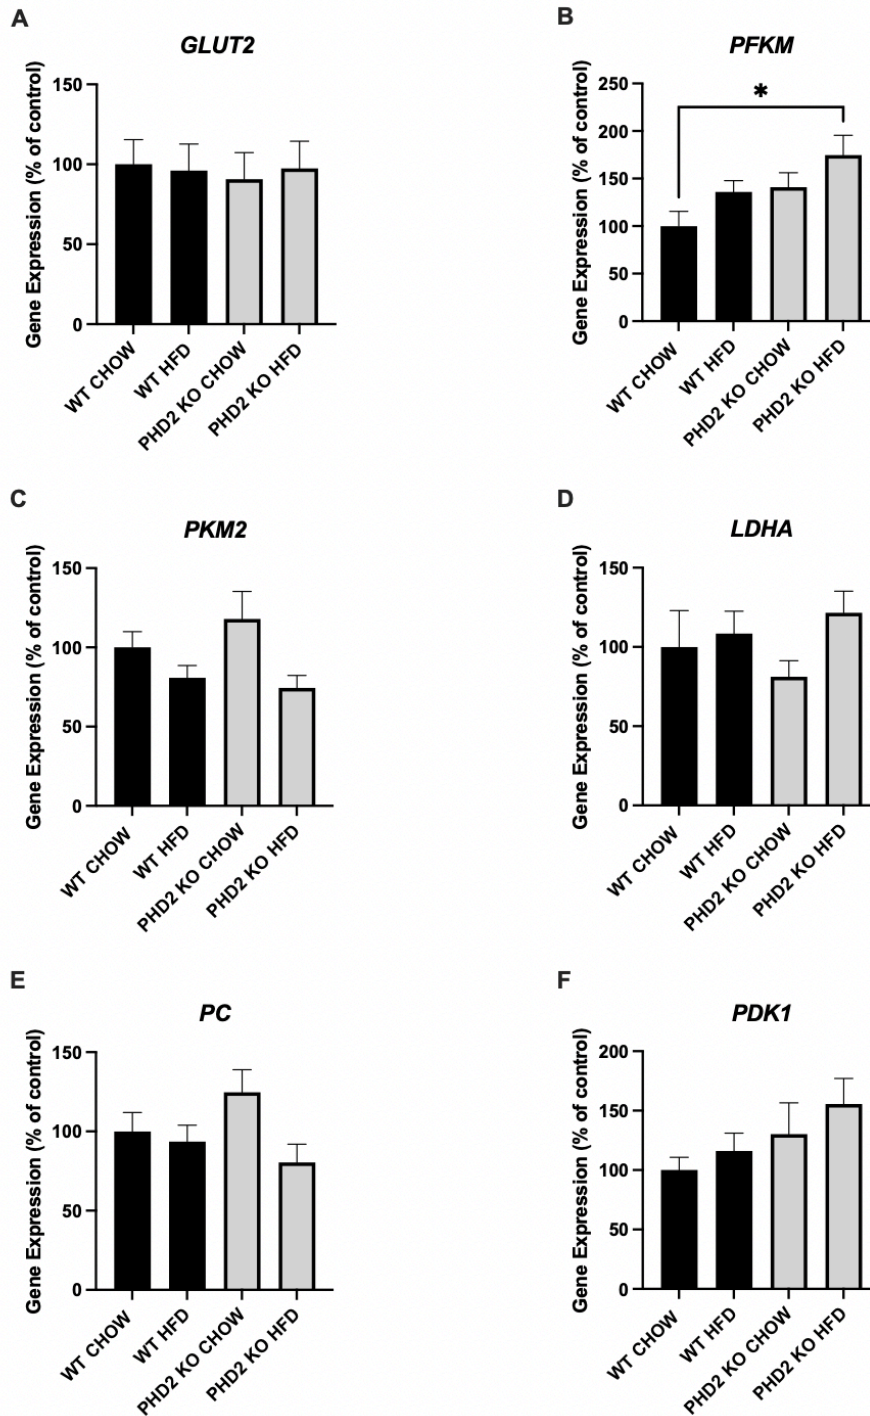 A
GLUT2
Gene Expression (% of control)
150
100
50
0
WT CHOW
WT HFD
PHD2 KO CHOW
PHD2 KO HFD
B
PFKM
Gene Expression (% of control)
250
200
150
100
50
0
*
WT CHOW
WT HFD
PHD2 KO CHOW
PHD2 KO HFD
C
PKM2
Gene Expression (% of control)
150
100
50
0
WT CHOW
WT HFD
PHD2 KO CHOW
PHD2 KO HFD
D
LDHA
Gene Expression (% of control)
150
100
50
0
WT CHOW
WT HFD
PHD2 KO CHOW
PHD2 KO HFD
E
PC
Gene Expression (% of control)
150
100
50
0
WT CHOW
WT HFD
PHD2 KO CHOW
PHD2 KO HFD
F
PDK1
Gene Expression (% of control)
200
150
100
50
0
WT CHOW
WT HFD
PHD2 KO CHOW
PHD2 KO HFD